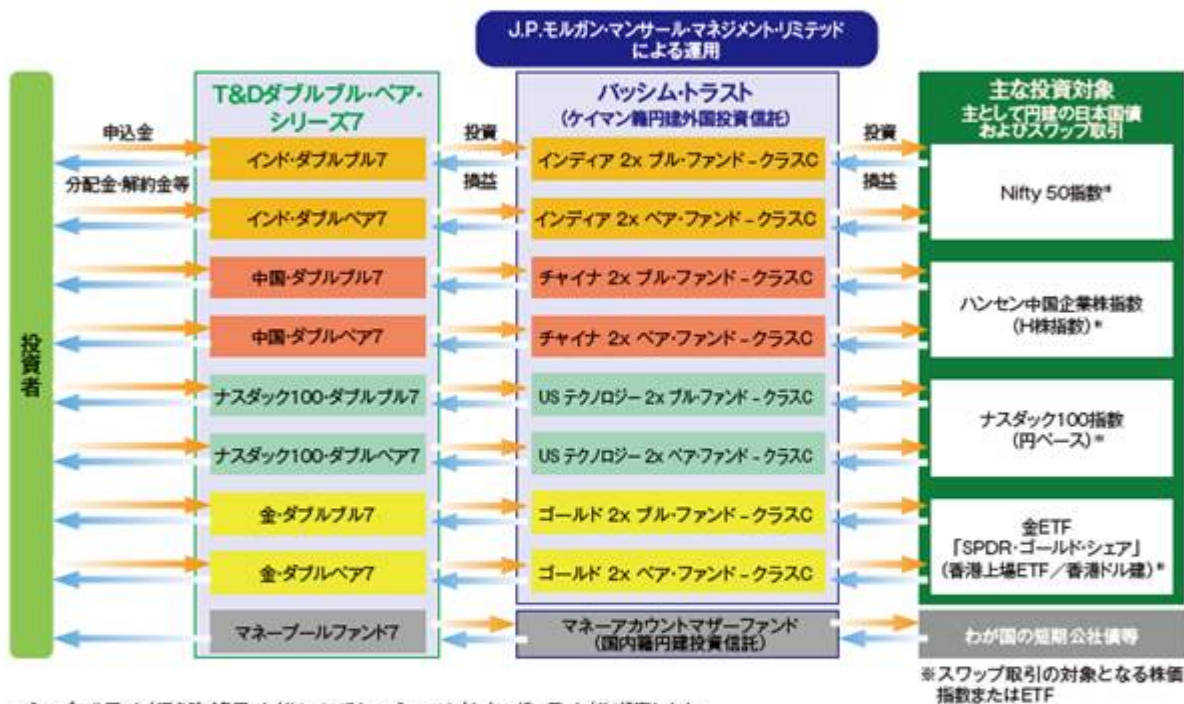 J.P.モルガン・マンサール・マネジメント・リミテッド
による運用
T&Dダブルブル・ベア・
シリーズ7
バッシム・トラスト
(ケイマン籍円建外国投資信託)
主な投資対象
主として円建の日本国債
およびスワップ取引
申込金
投資
投資
インド・ダブルブル7
インディア 2x ブル・ファンド – クラスC
分配金・解約金等
損益
損益
Nifty 50指数*
インド・ダブルベア7
インディア 2x ベア・ファンド – クラスC
中国・ダブルブル7
チャイナ 2x ブル・ファンド – クラスC
ハンセン中国企業株指数
(H株指数)*
中国・ダブルベア7
チャイナ 2x ベア・ファンド – クラスC
投資者
ナスダック100・ダブルブル7
US テクノロジー 2x ブル・ファンド – クラスC
ナスダック100指数
(円ベース)*
ナスダック100・ダブルベア7
US テクノロジー 2x ベア・ファンド – クラスC
金・ダブルブル7
ゴールド 2x ブル・ファンド – クラスC
金ETF
「SPDR・ゴールド・シェア」
(香港上場ETF/香港ドル建)*
金・ダブルベア7
ゴールド 2x ベア・ファンド – クラスC
マネープールファンド7
マネーアカウントマザーファンド
(国内籍円建投資信託)
わが国の短期公社債等
※スワップ取引の対象となる株価
指数またはETF